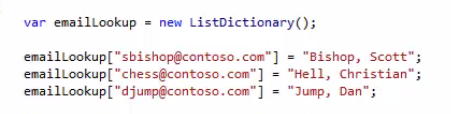 var emailLookup = new ListDictionary();
emailLookup["sbishop@contoso.com"] = "Bishop, Scott";
emailLookup["chess@contoso.com"] = "Hell, Christian";
emailLookup["djump@contoso.com"] = "Jump, Dan";